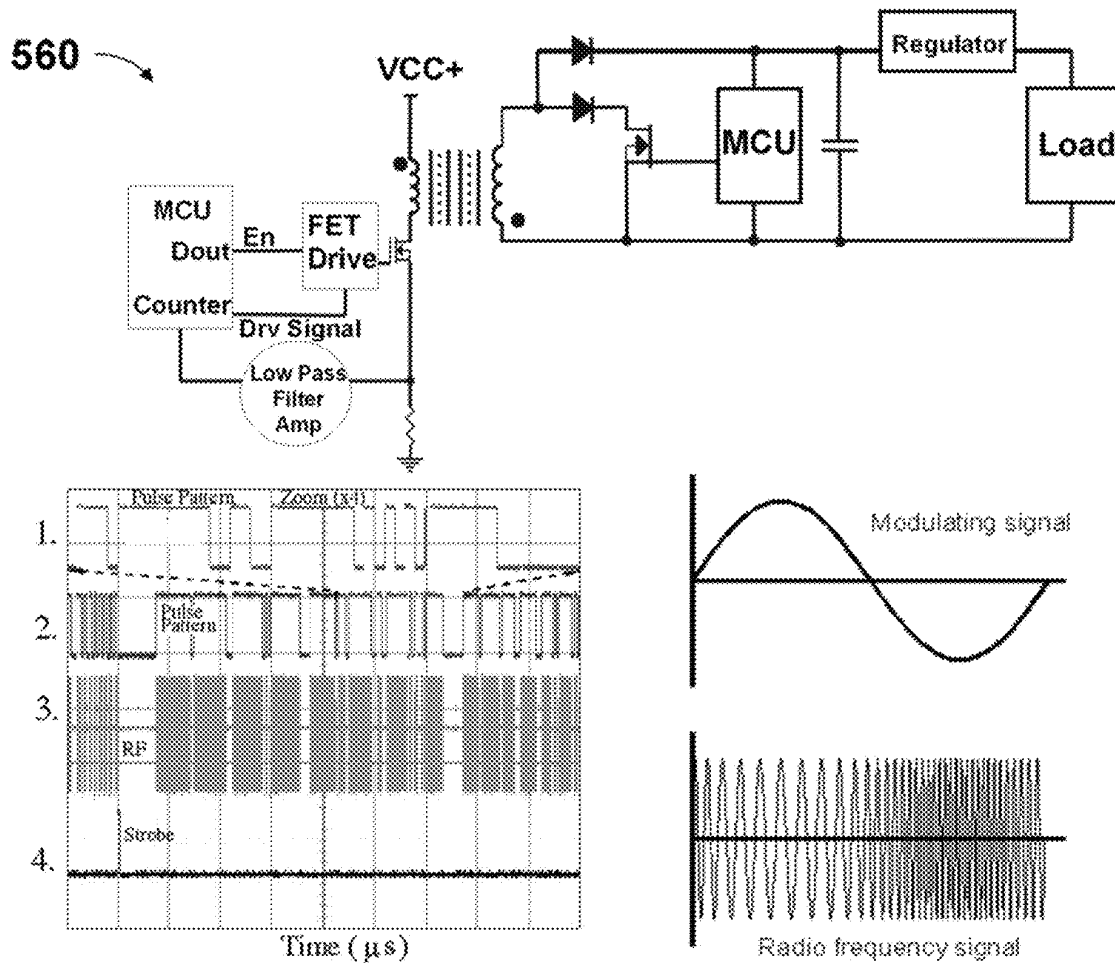 560
VCC+
Regulator
MCU
Load
MCU
Dout
Counter
En
FET
Drive
Drv Signal
Low Pass
Filter
Amp
Pulse Pattern
Zoom (x4)
1.
2.
Pulse
Pattern
3.
RF
Strobe
4.
Time (μs)
Modulating signal
Radio frequency signal